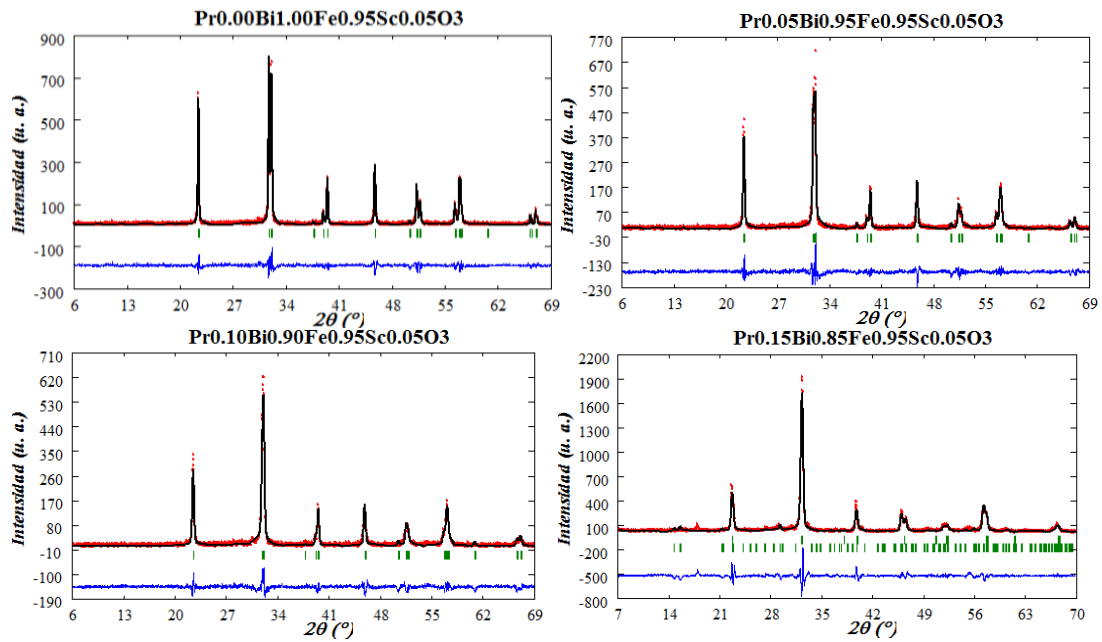 Pr0.00Bi1.00Fe0.95Sc0.05O3
Intensidad (u. a.)
900
700
500
300
100
-100
-300
6 13 20 27 34 41 48 55 62 69
2θ (°)
Pr0.05Bi0.95Fe0.95Sc0.05O3
Intensidad (u. a.)
770
670
570
470
370
270
170
70
-30
-130
-230
6 13 20 27 34 41 48 55 62 69
2θ (°)
Pr0.10Bi0.90Fe0.95Sc0.05O3
Intensidad (u. a.)
710
620
530
440
350
260
170
80
-10
-100
-190
6 13 20 27 34 41 48 55 62 69
2θ (°)
Pr0.15Bi0.85Fe0.95Sc0.05O3
Intensidad (u. a.)
2200
1900
1600
1300
1000
700
400
100
-200
-500
-800
7 14 21 28 35 42 49 56 63 70
2θ (°)